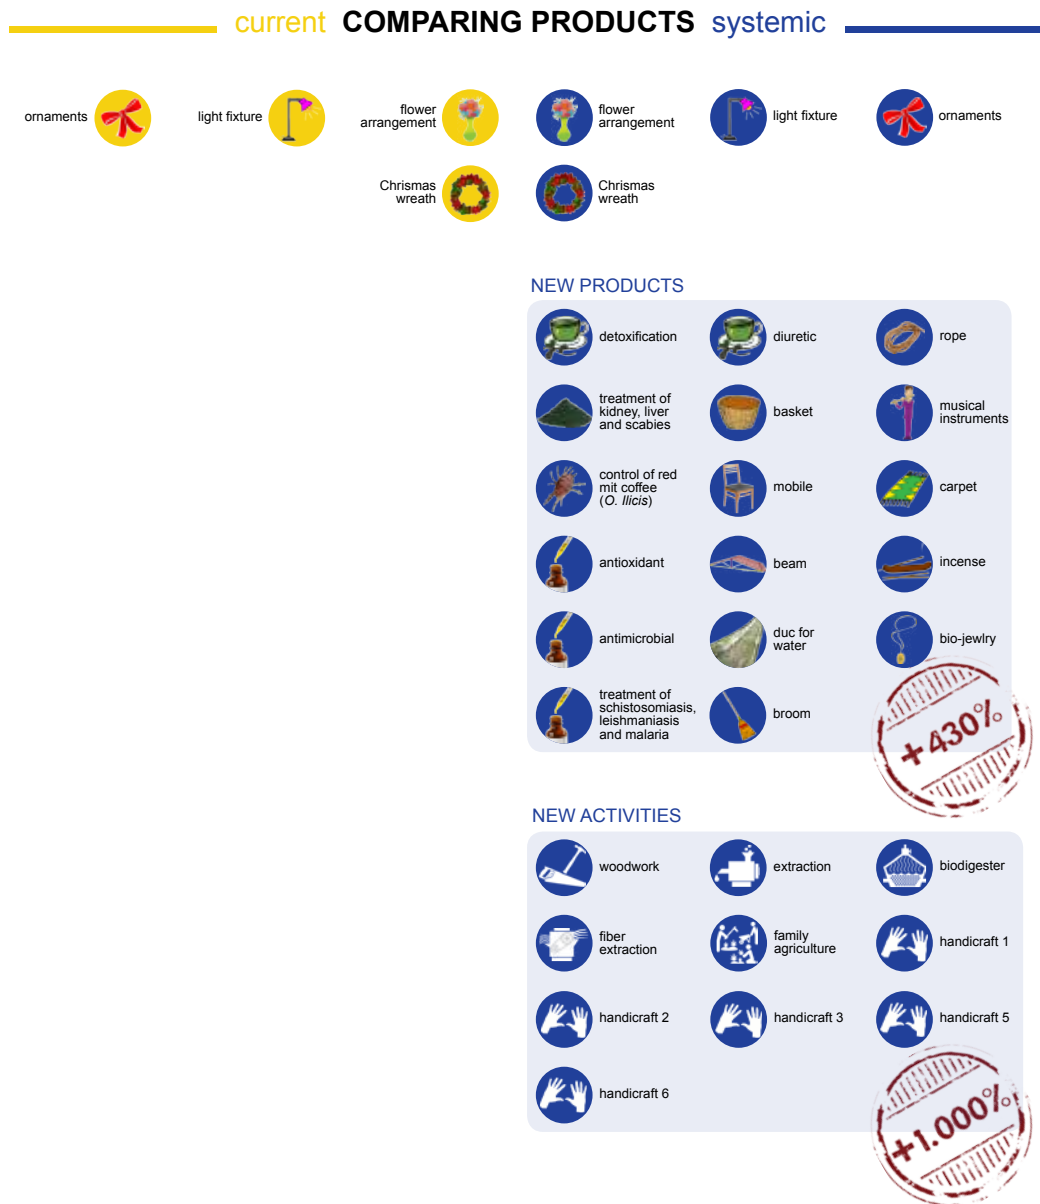 current COMPARING PRODUCTS systemic
ornaments
light fixture
flower
arrangement
flower
arrangement
light fixture
ornaments
Chrismas
wreath
Chrismas
wreath
NEW PRODUCTS
detoxification
diuretic
rope
treatment of
kidney, liver
and scabies
basket
musical
instruments
control of red
mit coffee
(O. llicis)
mobile
carpet
antioxidant
beam
incense
antimicrobial
duc for
water
bio-jewlry
treatment of
schistosomiasis,
leishmaniasis
and malaria
broom
+430%
NEW ACTIVITIES
woodwork
extraction
biodigester
fiber
extraction
family
agriculture
handicraft 1
handicraft 2
handicraft 3
handicraft 5
handicraft 6
+1.000%